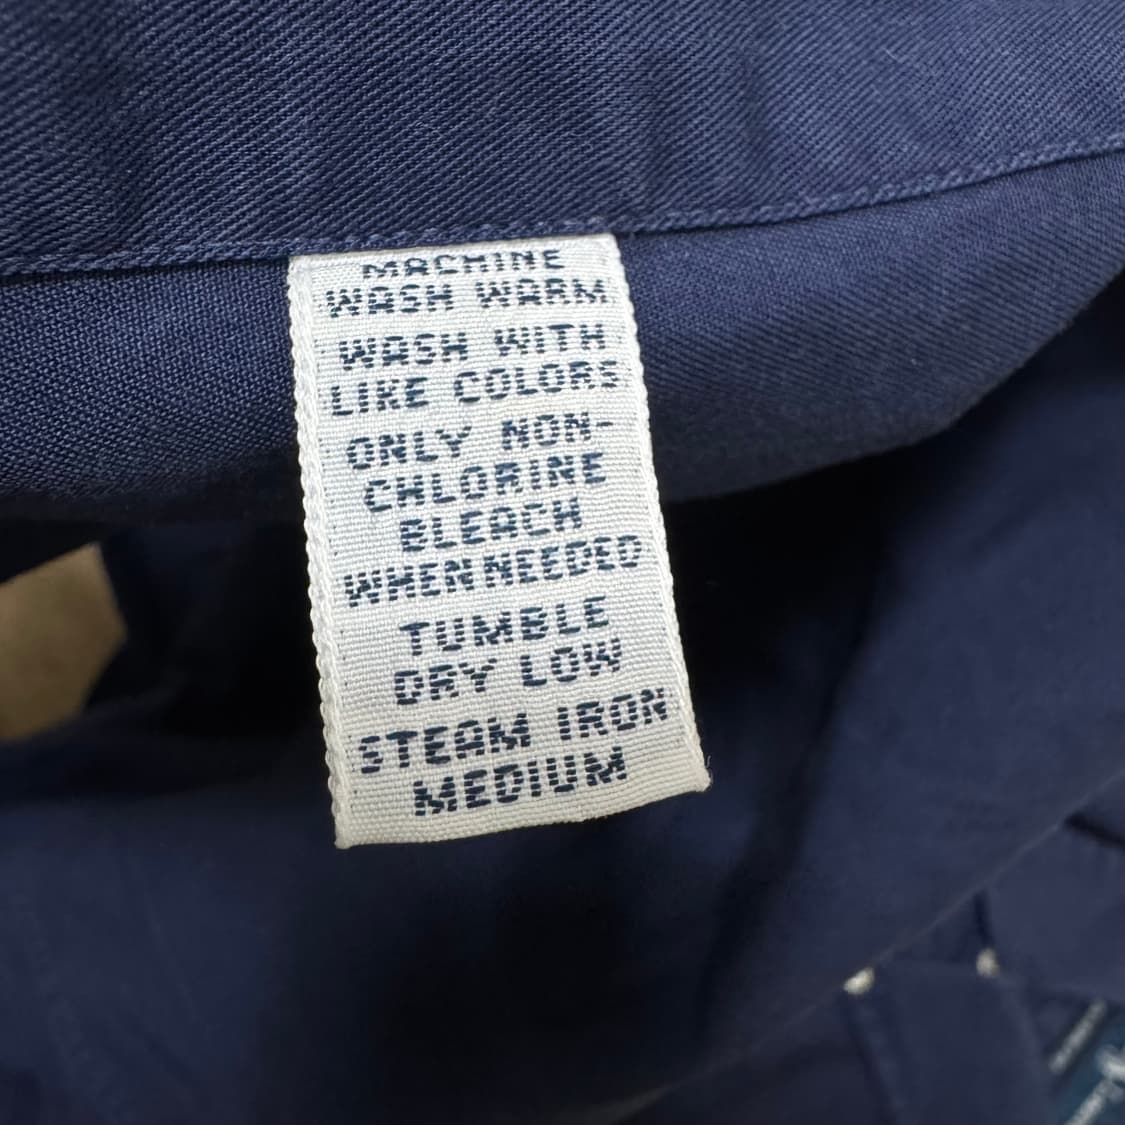 MACHINE
WASH WARM
WASH WITH
LIKE COLORS
ONLY NON-
CHLORINE
BLEACH
WHEN NEEDED
TUMBLE
DRY LOW
STEAM IRON
MEDIUM